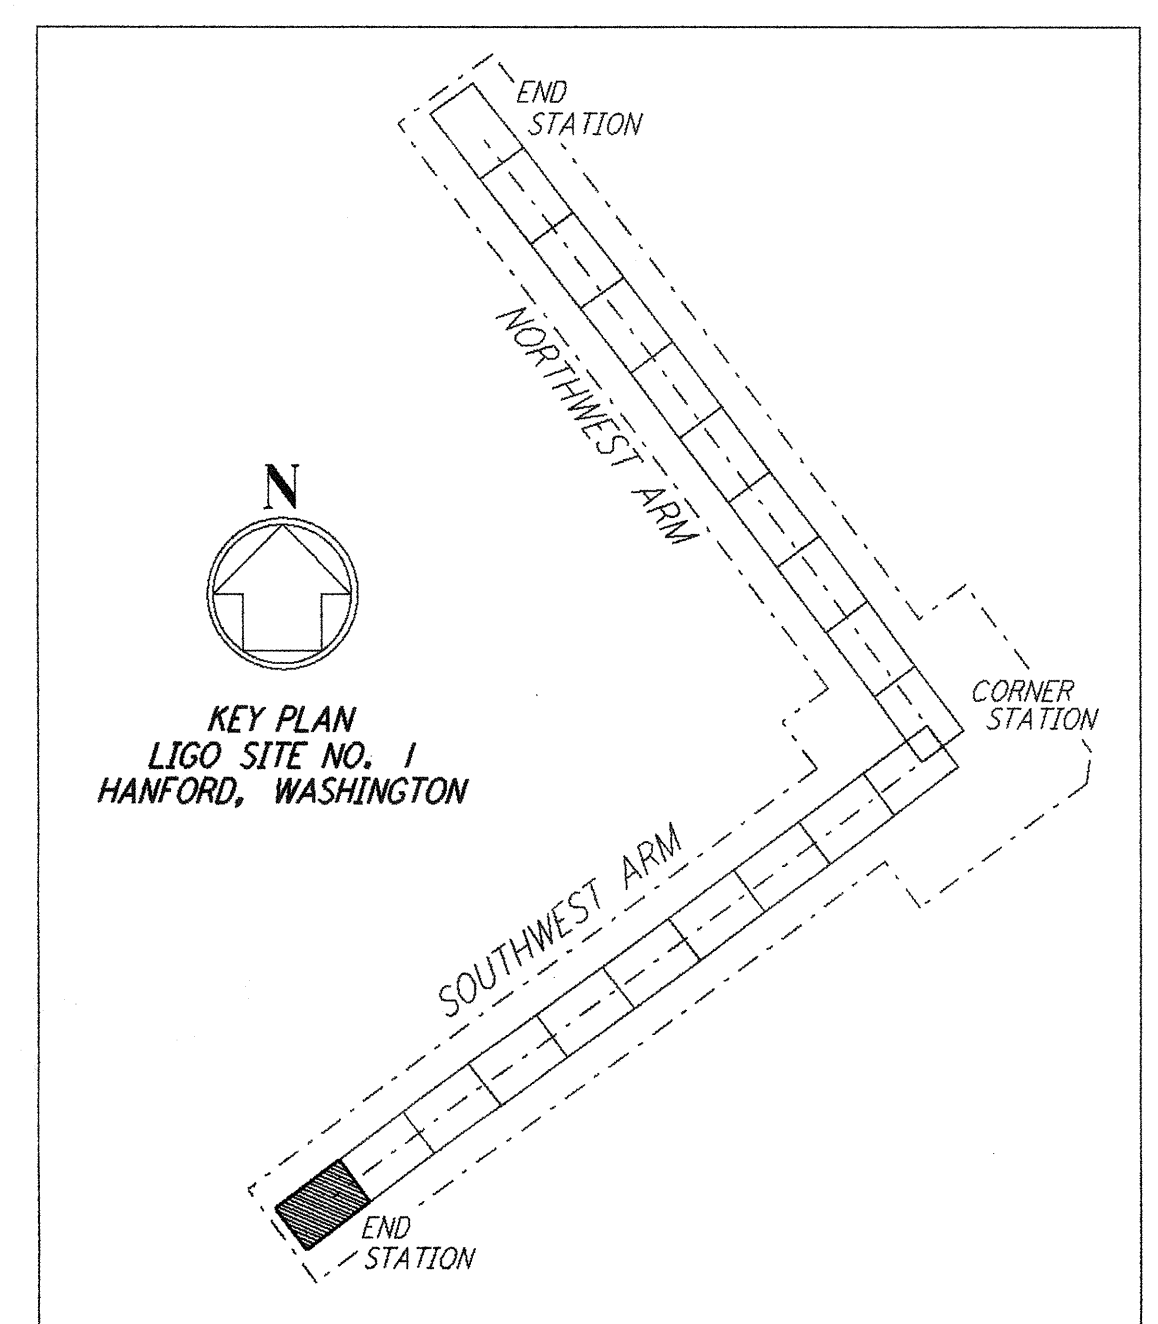 END
STATION
NORTHWEST ARM
N
CORNER
STATION
KEY PLAN
LIGO SITE NO. 1
HANFORD, WASHINGTON
SOUTHWEST ARM
END
STATION